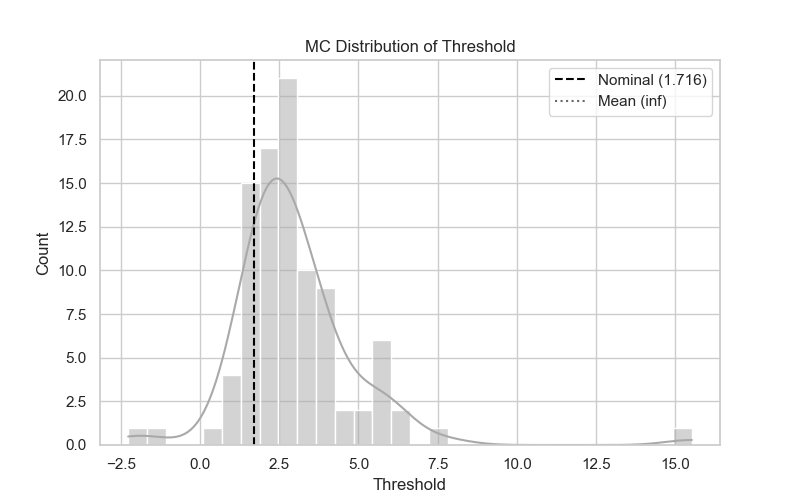 MC Distribution of Threshold
Nominal (1.716)
Mean (inf)
20.0
17.5
15.0
12.5
10.0
7.5
5.0
2.5
0.0
Count
−2.5 0.0 2.5 5.0 7.5 10.0 12.5 15.0
Threshold